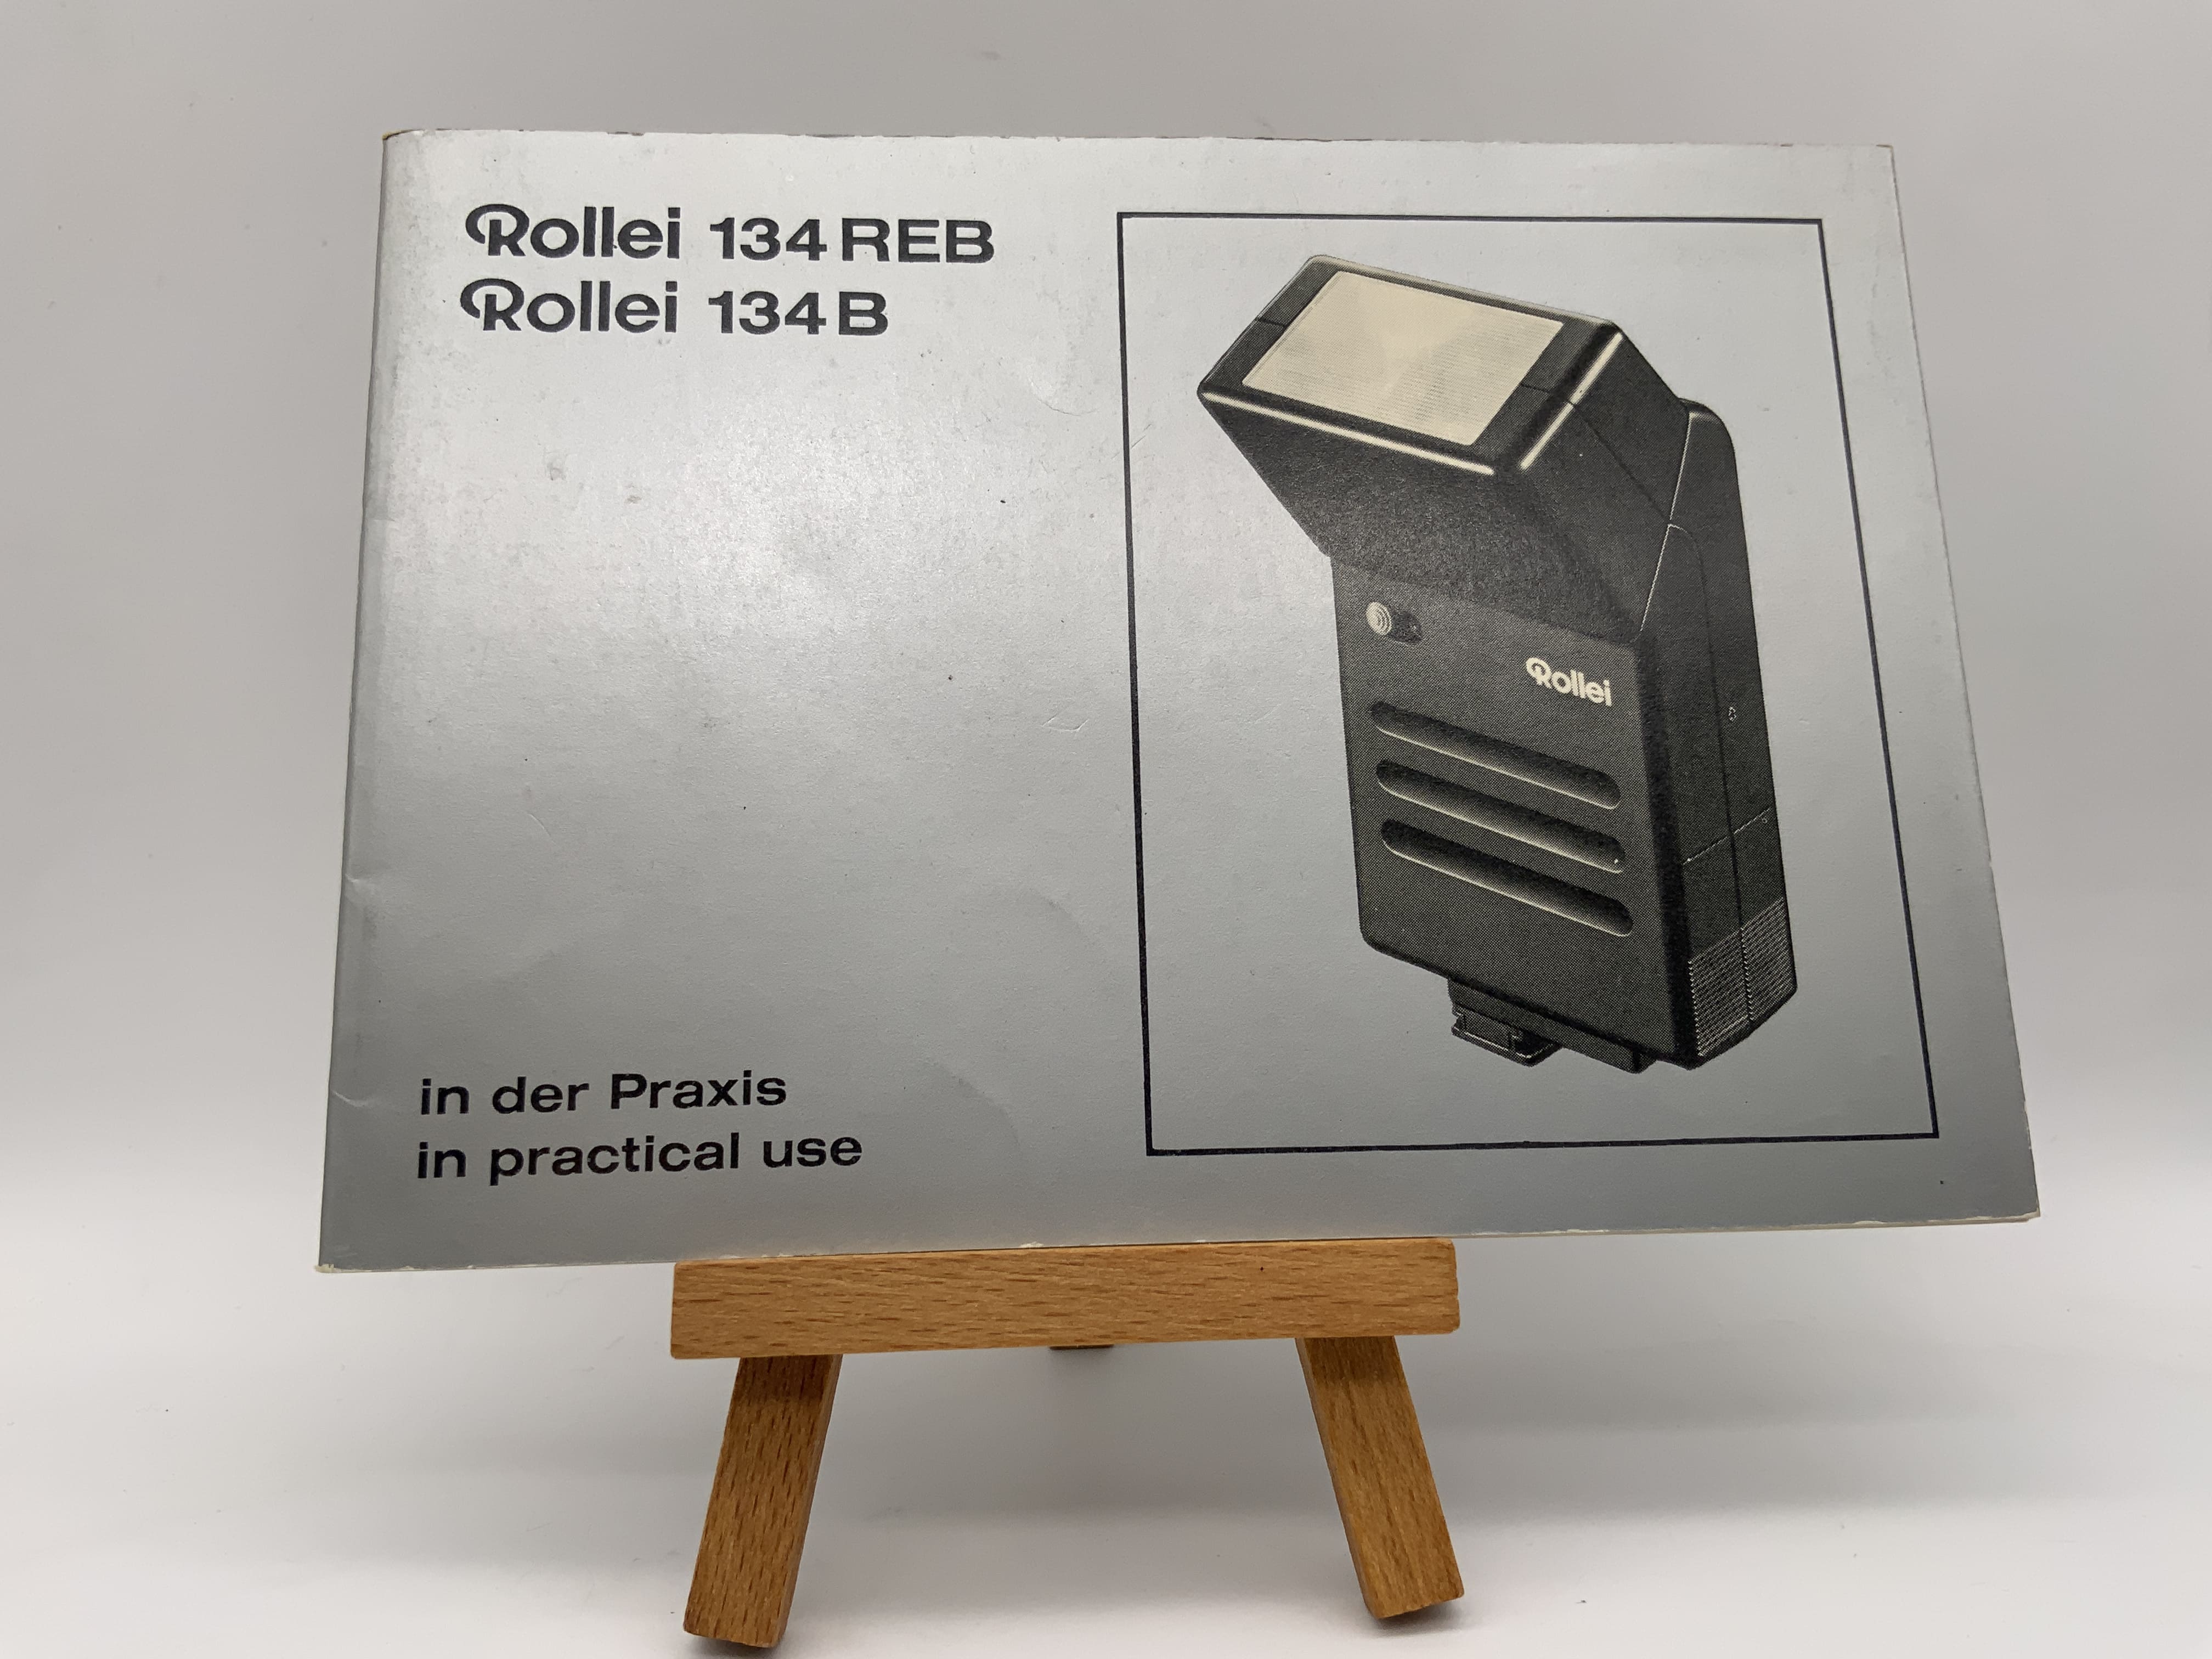 Rollei 134 REB
Rollei 134 B
Rollei
in der Praxis
in practical use